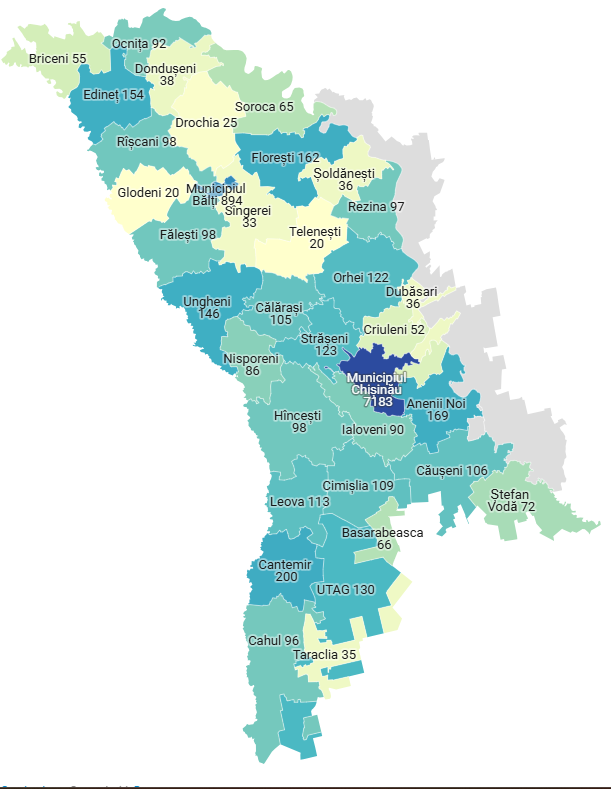 Ocnița 92
Briceni 55
Dondușeni
38
Edineț 154
Soroca 65
Drochia 25
Rîșcani 98
Florești 162
Șoldănești
36
Glodeni 20
Municipiul
Bălți 894
Sîngerei
33
Rezina 97
Telenești
20
Fălești 98
Orhei 122
Dubăsari
36
Ungheni
146
Călărași
105
Criuleni 52
Strășeni
123
Nisporeni
86
Municipiul
Chișinău
7183
Anenii Noi
169
Hîncești
98
Ialoveni 90
Căușeni 106
Cimișlia 109
Ștefan
Vodă 72
Leova 113
Basarabeasca
66
Cantemir
200
UTAG 130
Cahul 96
Taraclia 35